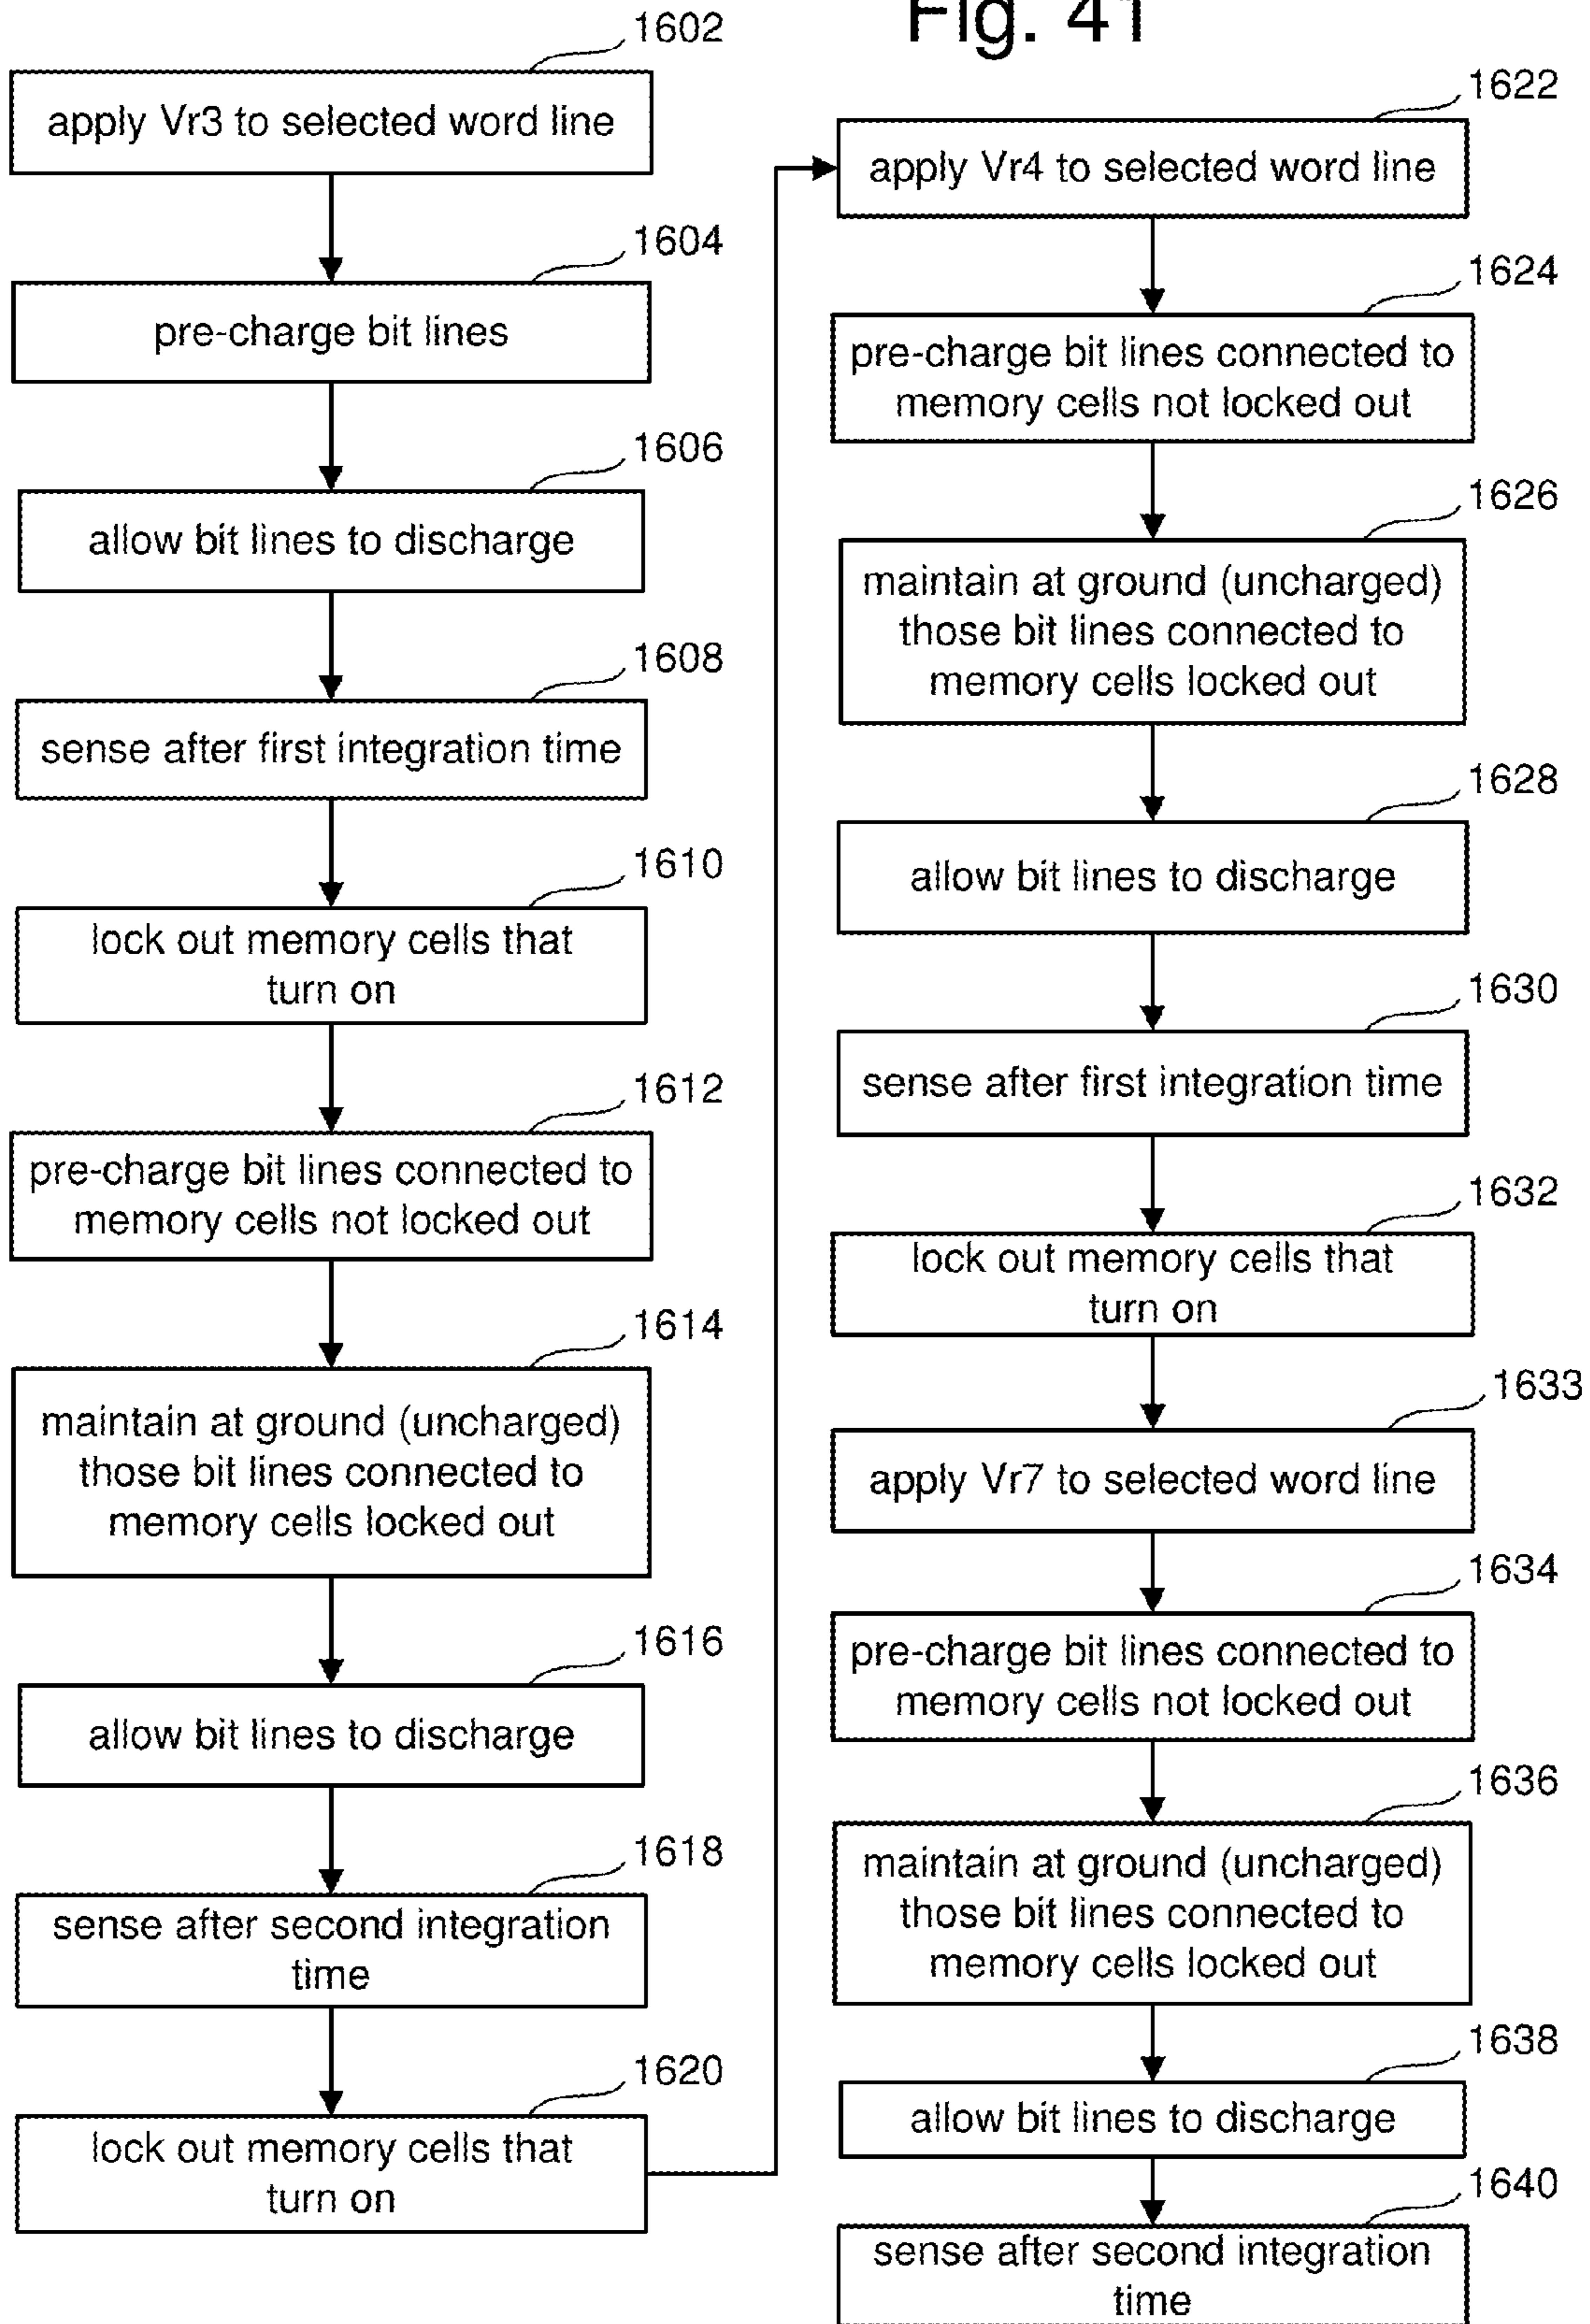 Fig. 41
1602
apply Vr3 to selected word line
1604
pre-charge bit lines
1606
allow bit lines to discharge
1608
sense after first integration time
1610
lock out memory cells that
turn on
1612
pre-charge bit lines connected to
memory cells not locked out
1614
maintain at ground (uncharged)
those bit lines connected to
memory cells locked out
1616
allow bit lines to discharge
1618
sense after second integration
time
1620
lock out memory cells that
turn on
1622
apply Vr4 to selected word line
1624
pre-charge bit lines connected to
memory cells not locked out
1626
maintain at ground (uncharged)
those bit lines connected to
memory cells locked out
1628
allow bit lines to discharge
1630
sense after first integration time
1632
lock out memory cells that
turn on
1633
apply Vr7 to selected word line
1634
pre-charge bit lines connected to
memory cells not locked out
1636
maintain at ground (uncharged)
those bit lines connected to
memory cells locked out
1638
allow bit lines to discharge
1640
sense after second integration
time